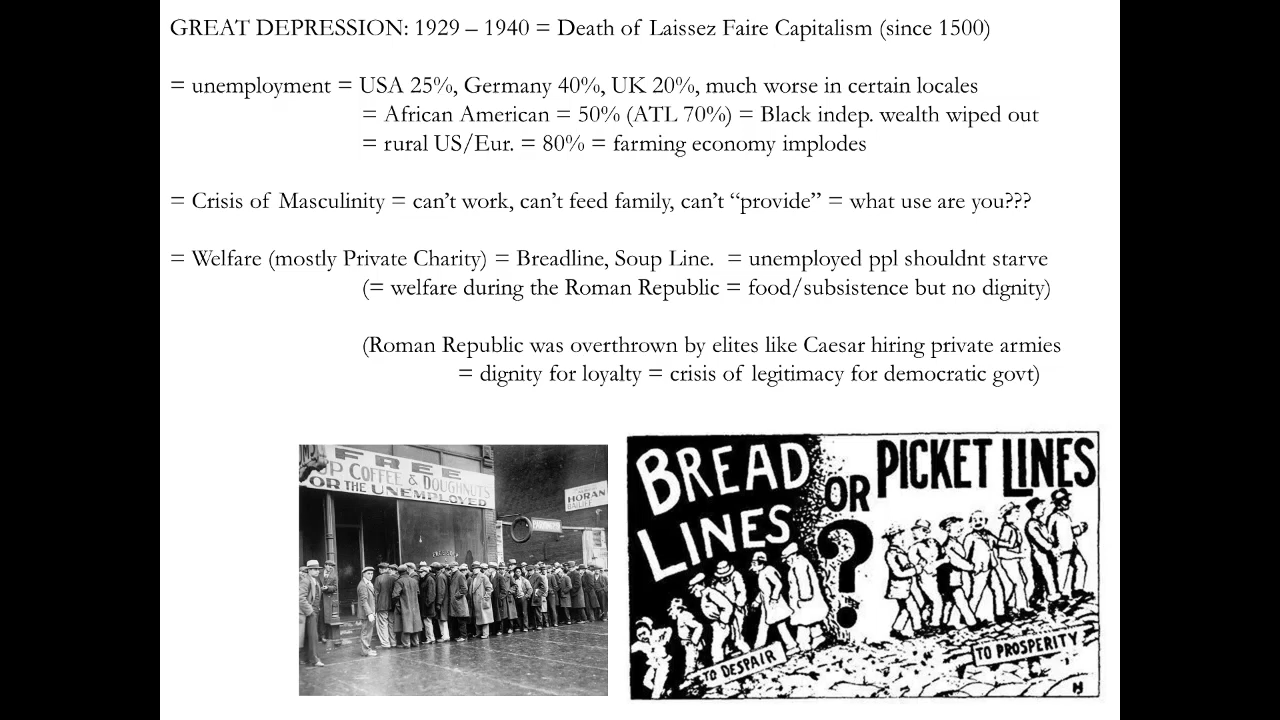 GREAT DEPRESSION: 1929 – 1940 = Death of Laissez Faire Capitalism (since 1500)
= unemployment = USA 25%, Germany 40%, UK 20%, much worse in certain locales
= African American = 50% (ATL 70%) = Black indep. wealth wiped out
= rural US/Eur. = 80% = farming economy implodes
= Crisis of Masculinity = can’t work, can’t feed family, can’t “provide” = what use are you???
= Welfare (mostly Private Charity) = Breadline, Soup Line. = unemployed ppl shouldnt starve
(= welfare during the Roman Republic = food/subsistence but no dignity)
(Roman Republic was overthrown by elites like Caesar hiring private armies
= dignity for loyalty = crisis of legitimacy for democratic govt)
FREE
COFFEE & DOUGHNUTS
OR THE UNEMPLOYED
HORAN
BREAD
LINES
OR
?
PICKET LINES
TO DESPAIR
TO PROSPERITY